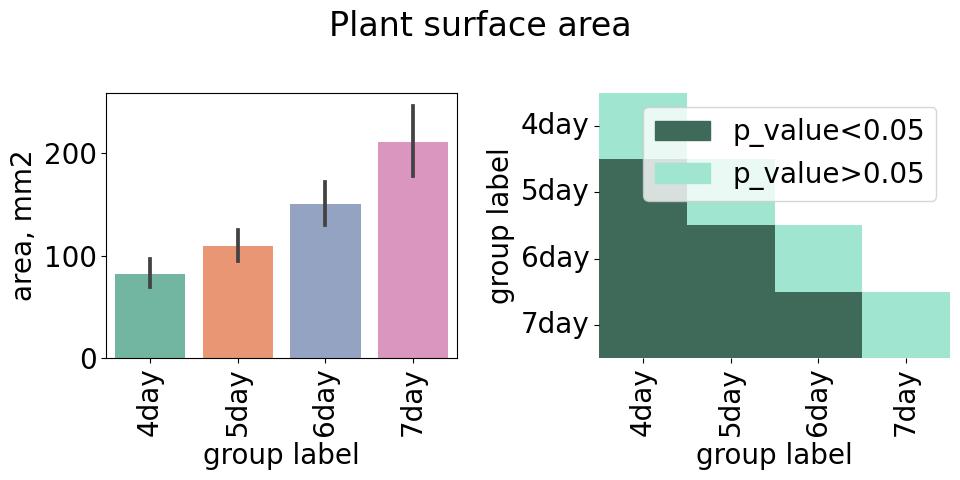 Plant surface area
area, mm2
200
100
0
4day
5day
6day
7day
group label
group label
4day
5day
6day
7day
p_value<0.05
p_value>0.05
4day
5day
6day
7day
group label